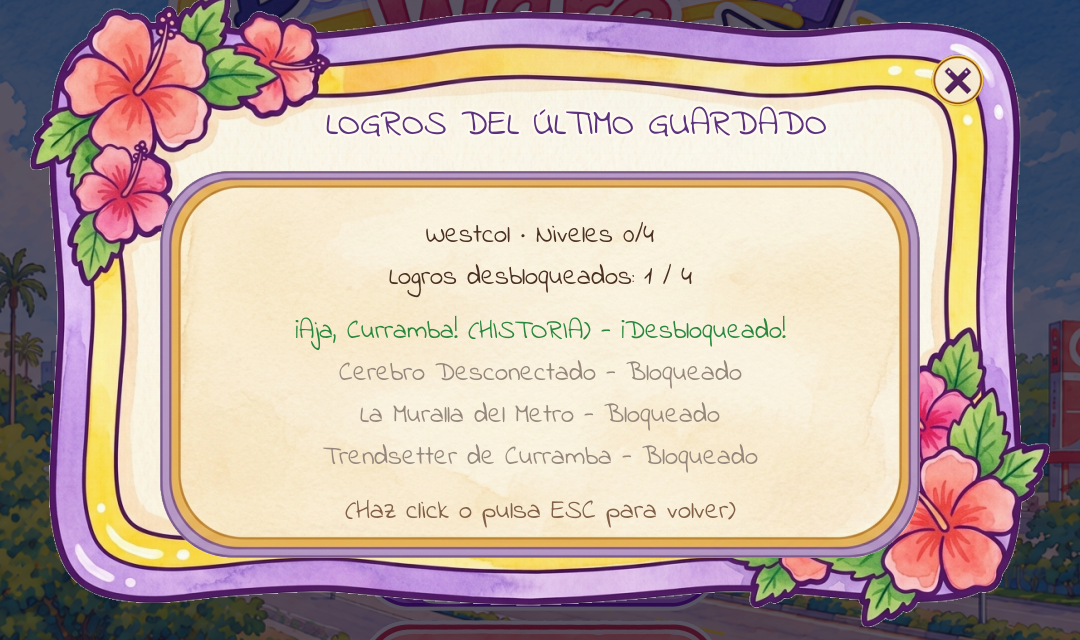 Ware
LOGROS DEL ÚLTIMO GUARDADO
Westcol • Niveles 0/4
Logros desbloqueados: 1 / 4
¡Aja, Curramba! (HISTORIA) - ¡Desbloqueado!
Cerebro Desconectado - Bloqueado
La Muralla del Metro - Bloqueado
Trendsetter de Curramba - Bloqueado
(Haz click o pulsa ESC para volver)